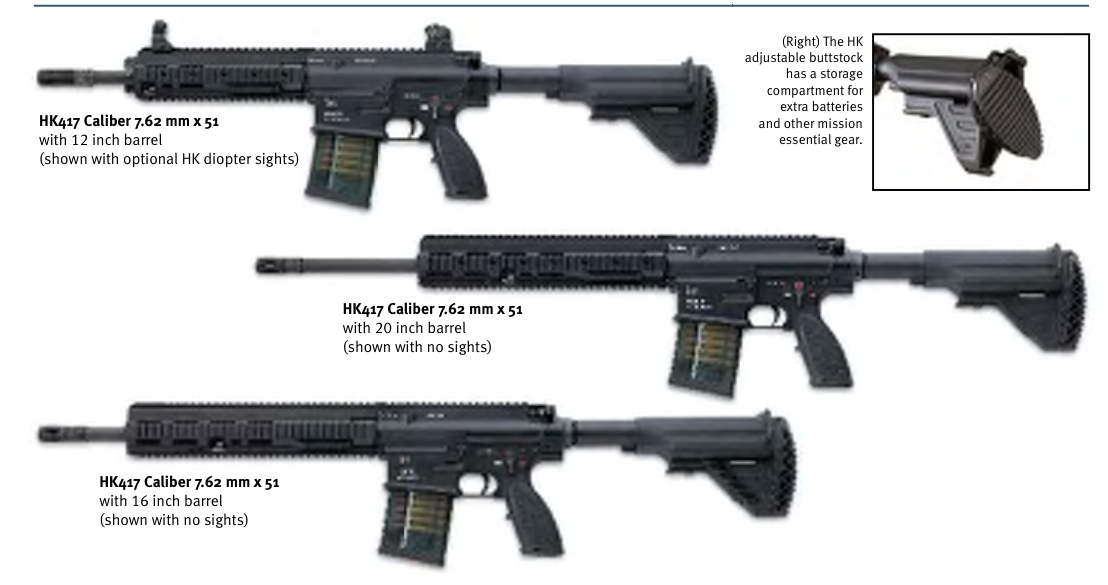 HK417 Caliber 7.62 mm x 51
with 12 inch barrel
(shown with optional HK diopter sights)
(Right) The HK
adjustable buttstock
has a storage
compartment for
extra batteries
and other mission
essential gear.
HK417 Caliber 7.62 mm x 51
with 20 inch barrel
(shown with no sights)
HK417 Caliber 7.62 mm x 51
with 16 inch barrel
(shown with no sights)